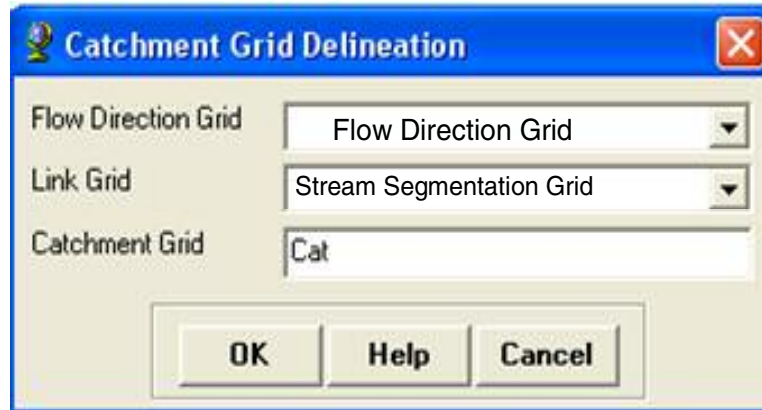 Catchment Grid Delineation
Flow Direction Grid Flow Direction Grid
Link Grid Stream Segmentation Grid
Catchment Grid Cat
OK Help Cancel